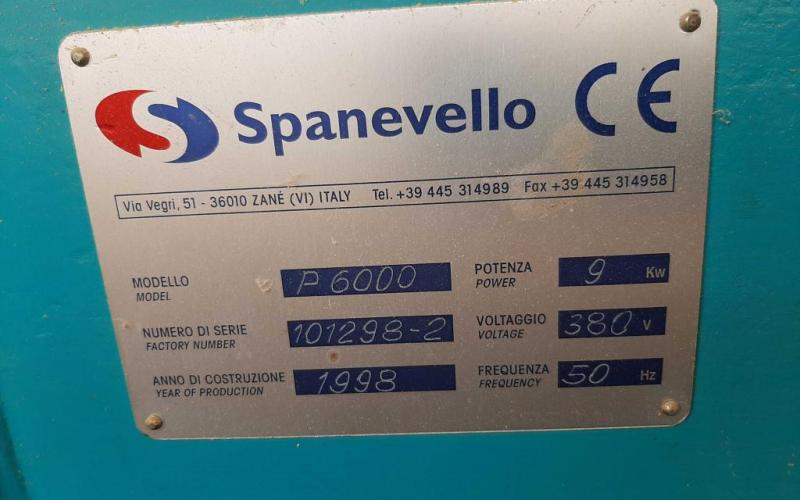 Spanevello CE
Via Vegri, 51 - 36010 ZANÉ (VI) ITALY Tel. +39 445 314989 Fax +39 445 314958
MODELLO P 6000 POTENZA 9 Kw
MODEL POWER
NUMERO DI SERIE 101298-2 VOLTAGGIO 380 V
FACTORY NUMBER VOLTAGE
ANNO DI COSTRUZIONE 1998 FREQUENZA 50 Hz
YEAR OF PRODUCTION FREQUENCY